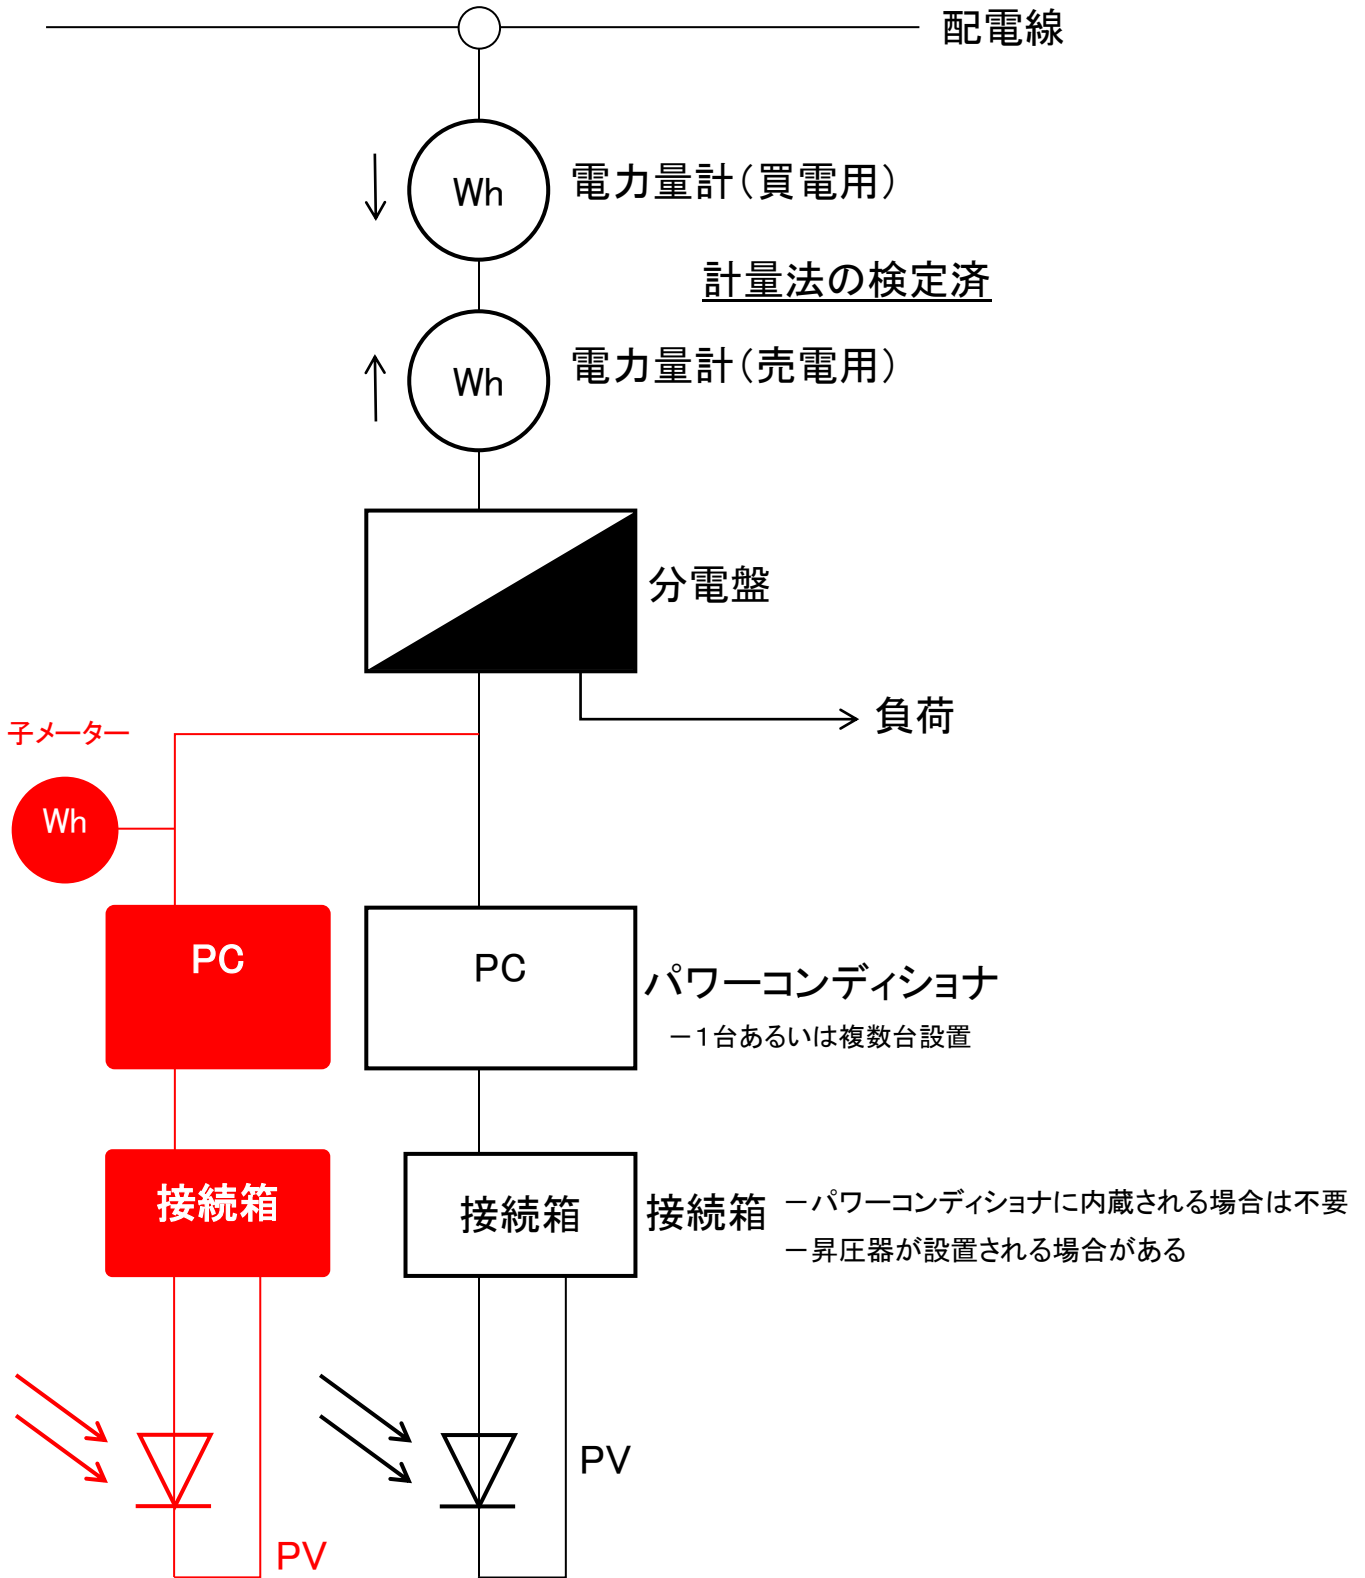 配電線
Wh
電力量計（買電用）
計量法の検定済
Wh
電力量計（売電用）
分電盤
負荷
子メーター
Wh
PC
PC
パワーコンディショナ
－1台あるいは複数台設置
接続箱
接続箱
接続箱
－パワーコンディショナに内蔵される場合は不要
－昇圧器が設置される場合がある
PV
PV